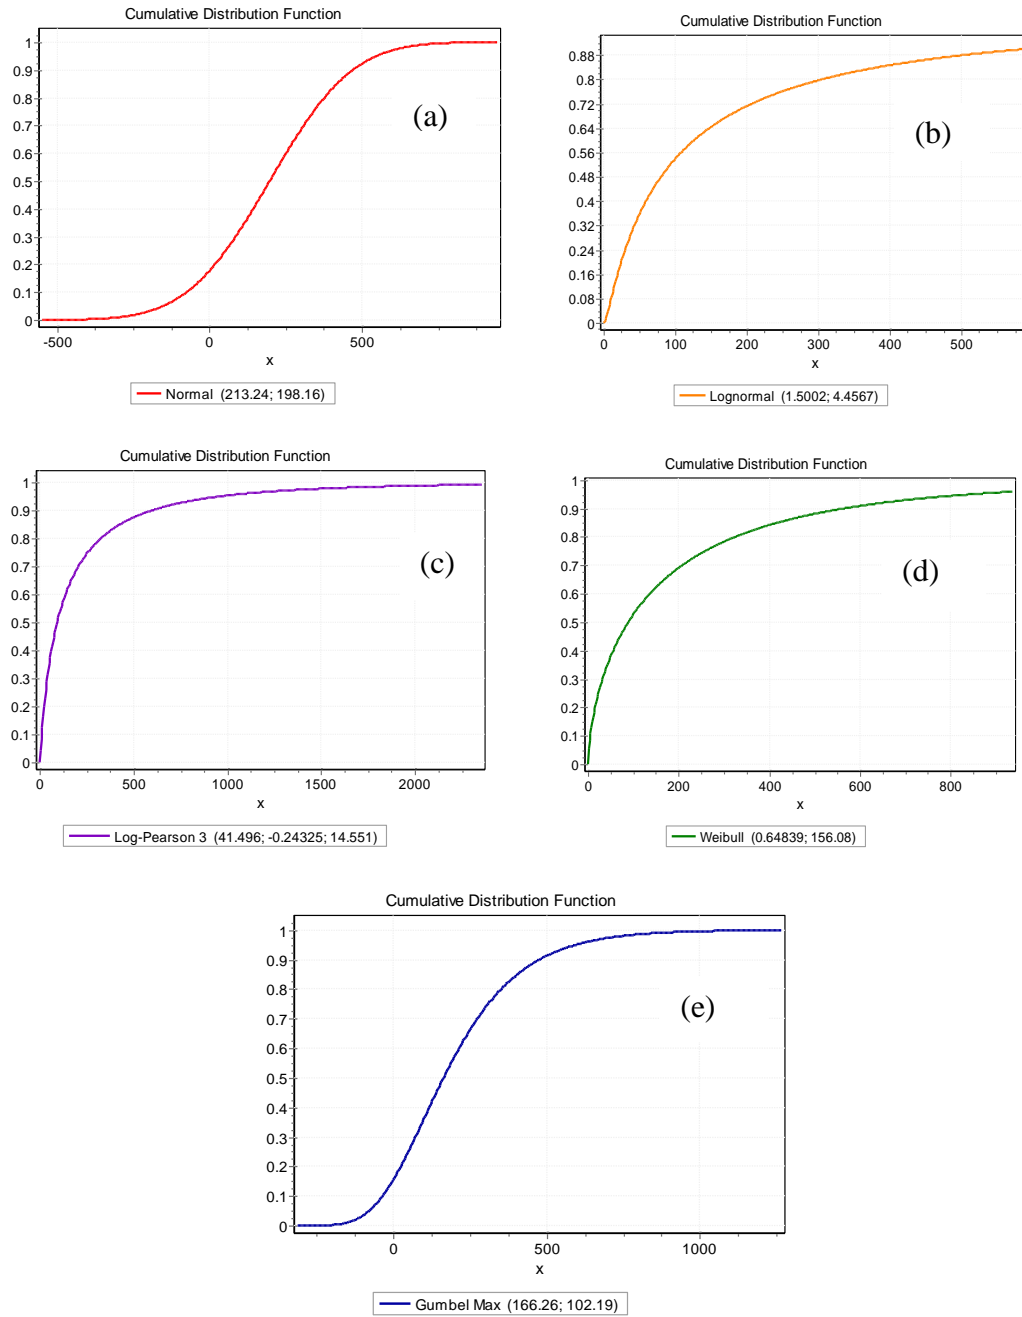 Cumulative Distribution Function
1
0.9
0.8
0.7
0.6
0.5
0.4
0.3
0.2
0.1
0
(a)
-500 0 500
x
Normal (213.24; 198.16)
Cumulative Distribution Function
0.88
0.8
0.72
0.64
0.56
0.48
0.4
0.32
0.24
0.16
0.08
0
(b)
0 100 200 300 400 500
x
Lognormal (1.5002; 4.4567)
Cumulative Distribution Function
1
0.9
0.8
0.7
0.6
0.5
0.4
0.3
0.2
0.1
0
(c)
0 500 1000 1500 2000
x
Log-Pearson 3 (41.496; -0.24325; 14.551)
Cumulative Distribution Function
1
0.9
0.8
0.7
0.6
0.5
0.4
0.3
0.2
0.1
0
(d)
0 200 400 600 800
x
Weibull (0.64839; 156.08)
Cumulative Distribution Function
1
0.9
0.8
0.7
0.6
0.5
0.4
0.3
0.2
0.1
0
(e)
0 500 1000
x
Gumbel Max (166.26; 102.19)